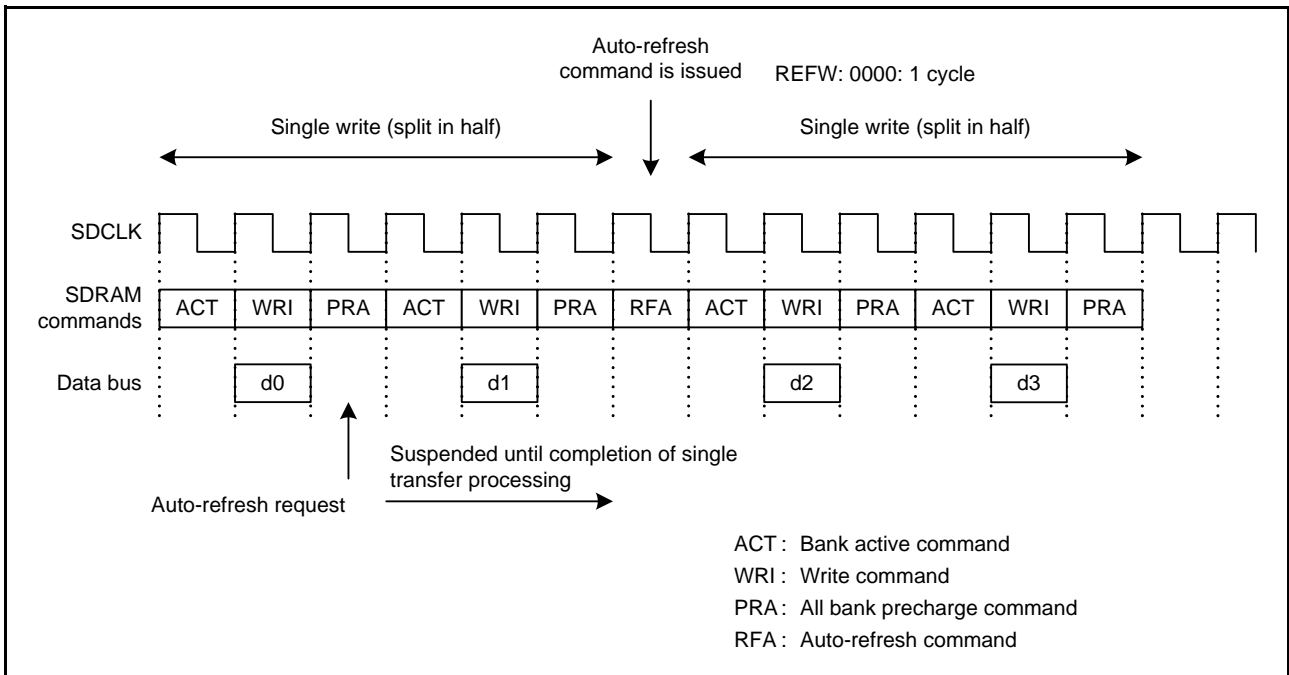 Auto-refresh
command is issued
REFW: 0000: 1 cycle
Single write (split in half)
Single write (split in half)
SDCLK
SDRAM
commands
ACT WRI PRA ACT WRI PRA RFA ACT WRI PRA ACT WRI PRA
Data bus
d0 d1 d2 d3
Suspended until completion of single
transfer processing
Auto-refresh request
ACT : Bank active command
WRI : Write command
PRA : All bank precharge command
RFA : Auto-refresh command